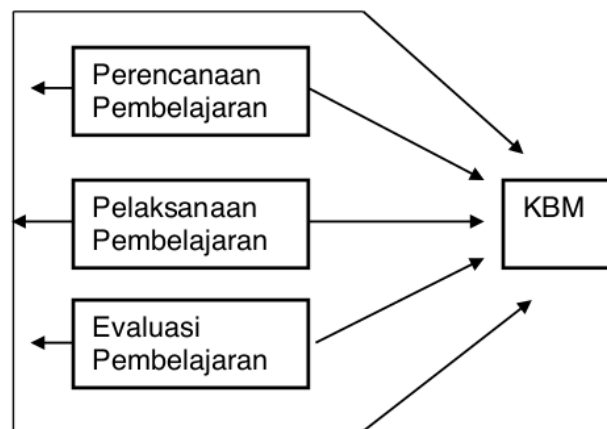 Perencanaan
Pembelajaran
Pelaksanaan
Pembelajaran
KBM
Evaluasi
Pembelajaran